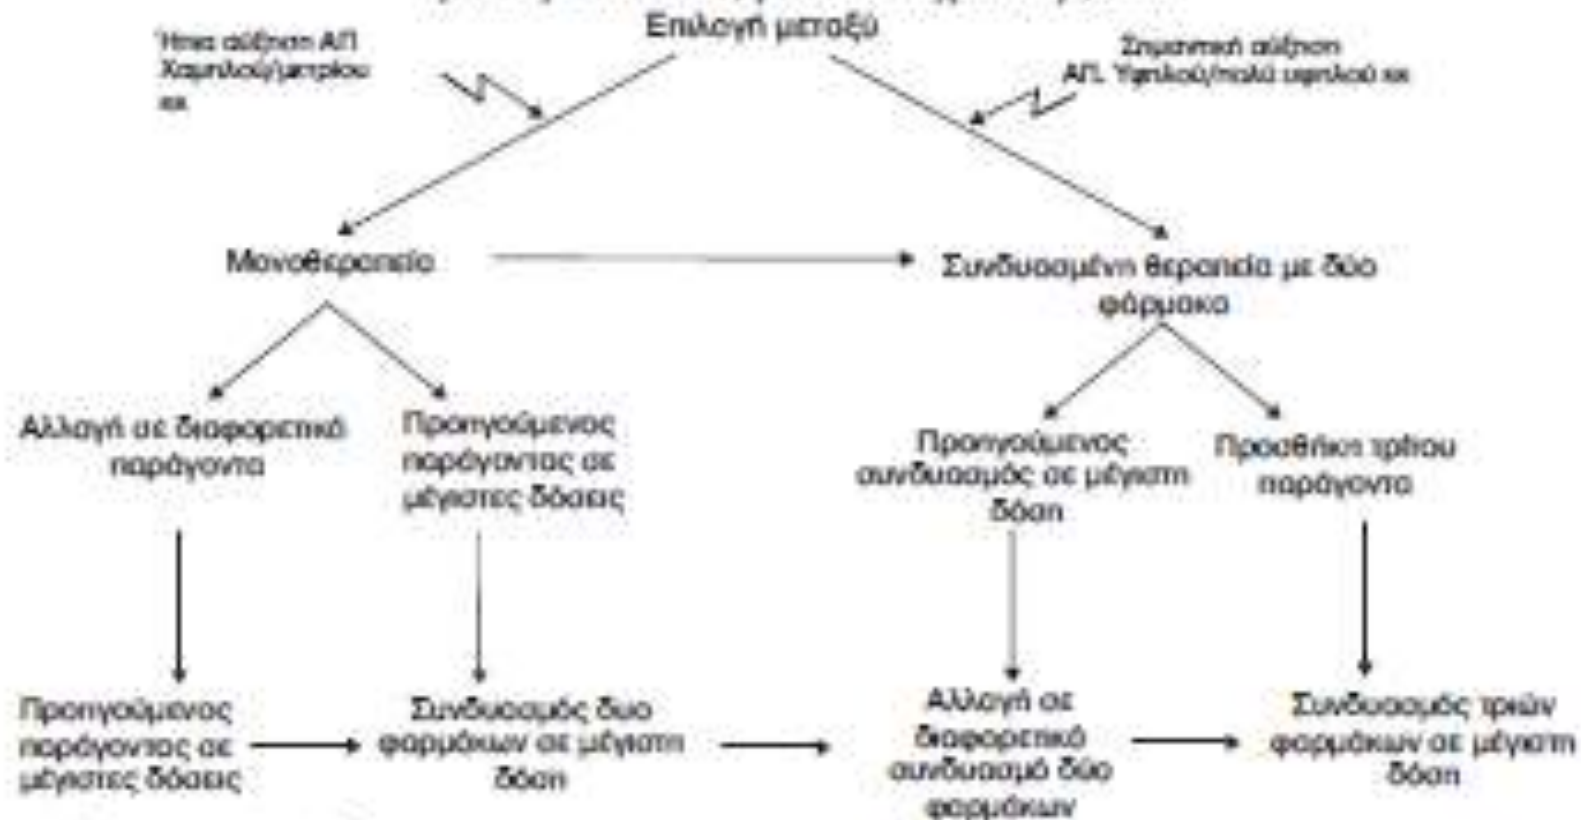 Επιλογή μεταξύ
Ήπια αύξηση ΑΠ
Χαμηλού/μετρίου
κκ
Σημαντική αύξηση
ΑΠ. Υψηλού/πολύ υψηλού κκ
Μονοθεραπεία
Συνδυασμένη θεραπεία με δύο
φάρμακα
Αλλαγή σε διαφορετικό
παράγοντα
Προηγούμενος
παράγοντας σε
μέγιστες δόσεις
Προηγούμενος
συνδυασμός σε μέγιστη
δόση
Προσθήκη τρίτου
παράγοντα
Προηγούμενος
παράγοντας σε
μέγιστες δόσεις
Συνδυασμός δυο
φαρμάκων σε μέγιστη
δόση
Αλλαγή σε
διαφορετικό
συνδυασμό δύο
φαρμάκων
Συνδυασμός τριών
φαρμάκων σε μέγιστη
δόση